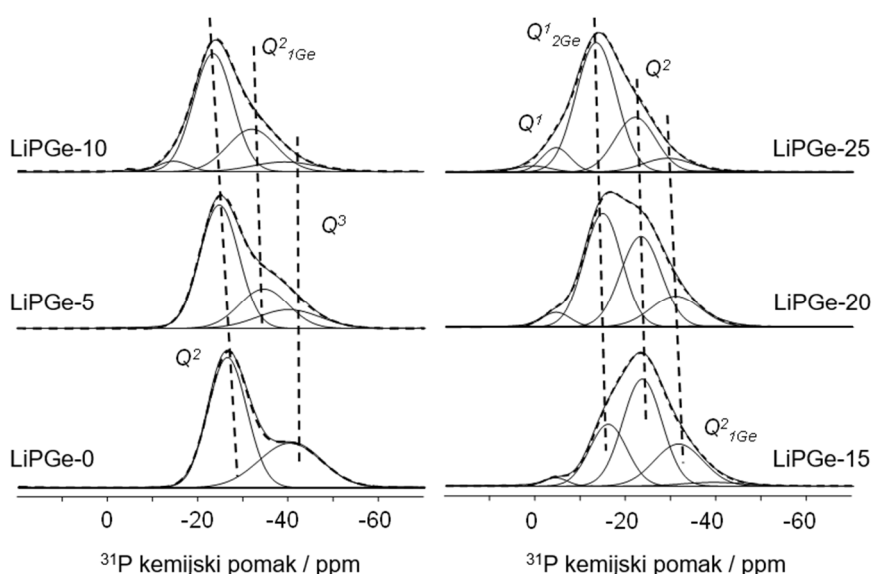 Q²₁Ge
LiPGe-10
Q³
LiPGe-5
Q²
LiPGe-0
0 -20 -40 -60
³¹P kemijski pomak / ppm
Q¹₂Ge
Q²
Q¹
LiPGe-25
LiPGe-20
Q²₁Ge
LiPGe-15
0 -20 -40 -60
³¹P kemijski pomak / ppm